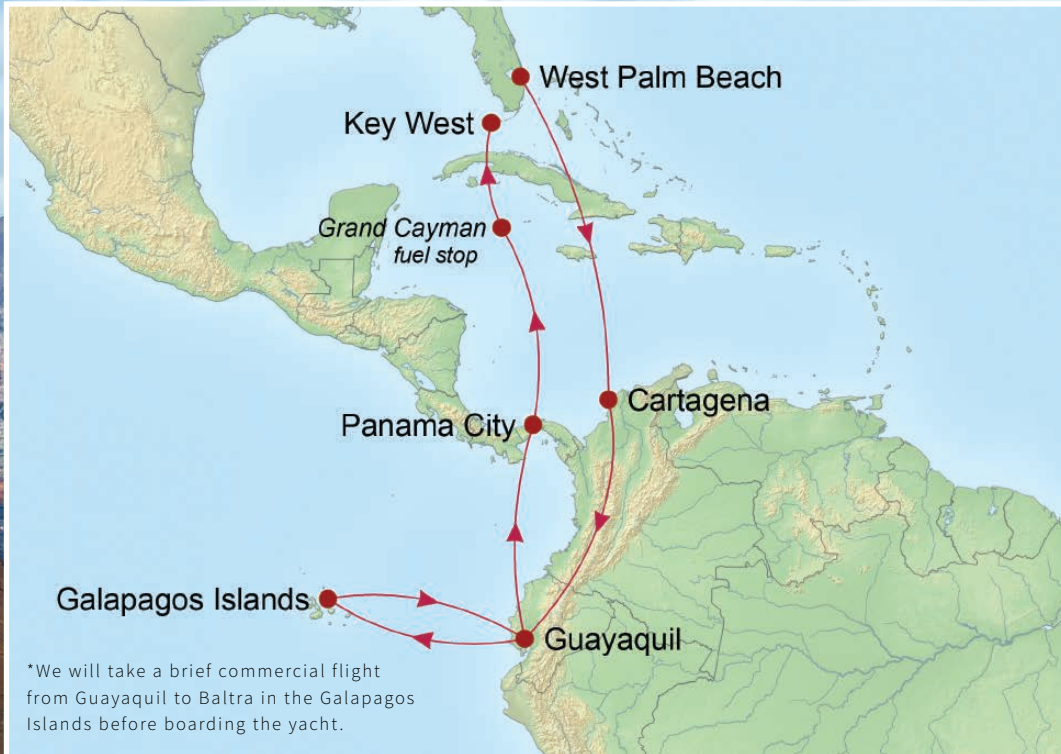 West Palm Beach
Key West
Grand Cayman
fuel stop
Cartagena
Panama City
Galapagos Islands
Guayaquil
*We will take a brief commercial flight
from Guayaquil to Baltra in the Galapagos
Islands before boarding the yacht.